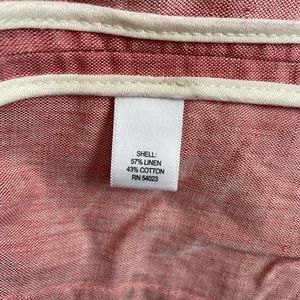 SHELL:
57% LINEN
43% COTTON
RN 54023